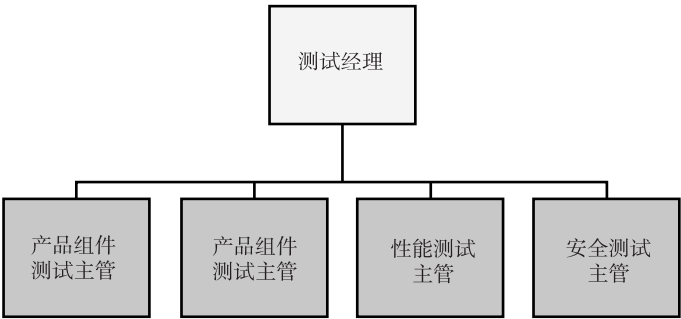 测试经理
产品组件
测试主管
产品组件
测试主管
性能测试
主管
安全测试
主管